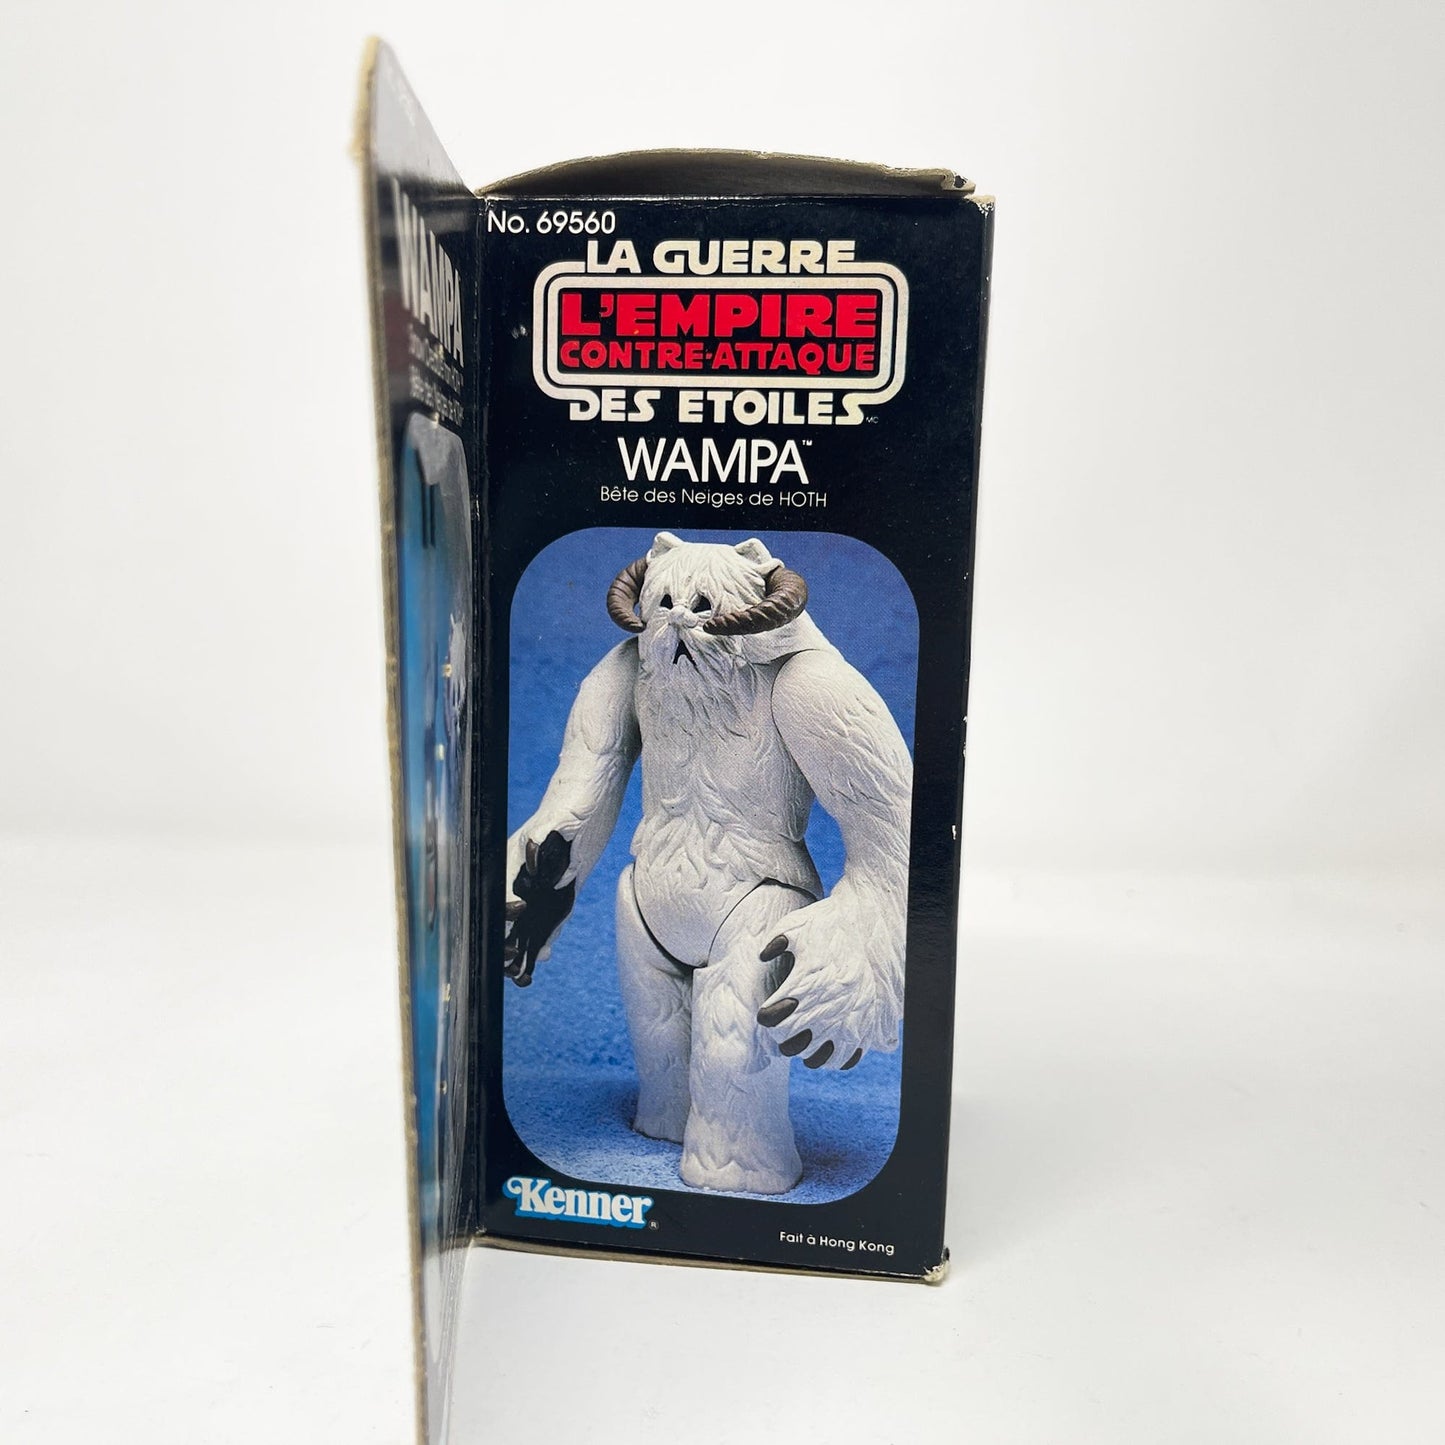 No. 69560
LA GUERRE
L'EMPIRE
CONTRE-ATTAQUE
DES ETOILES MC
WAMPA™
Bête des Neiges de HOTH
Kenner®
Fait à Hong Kong
WAMPA